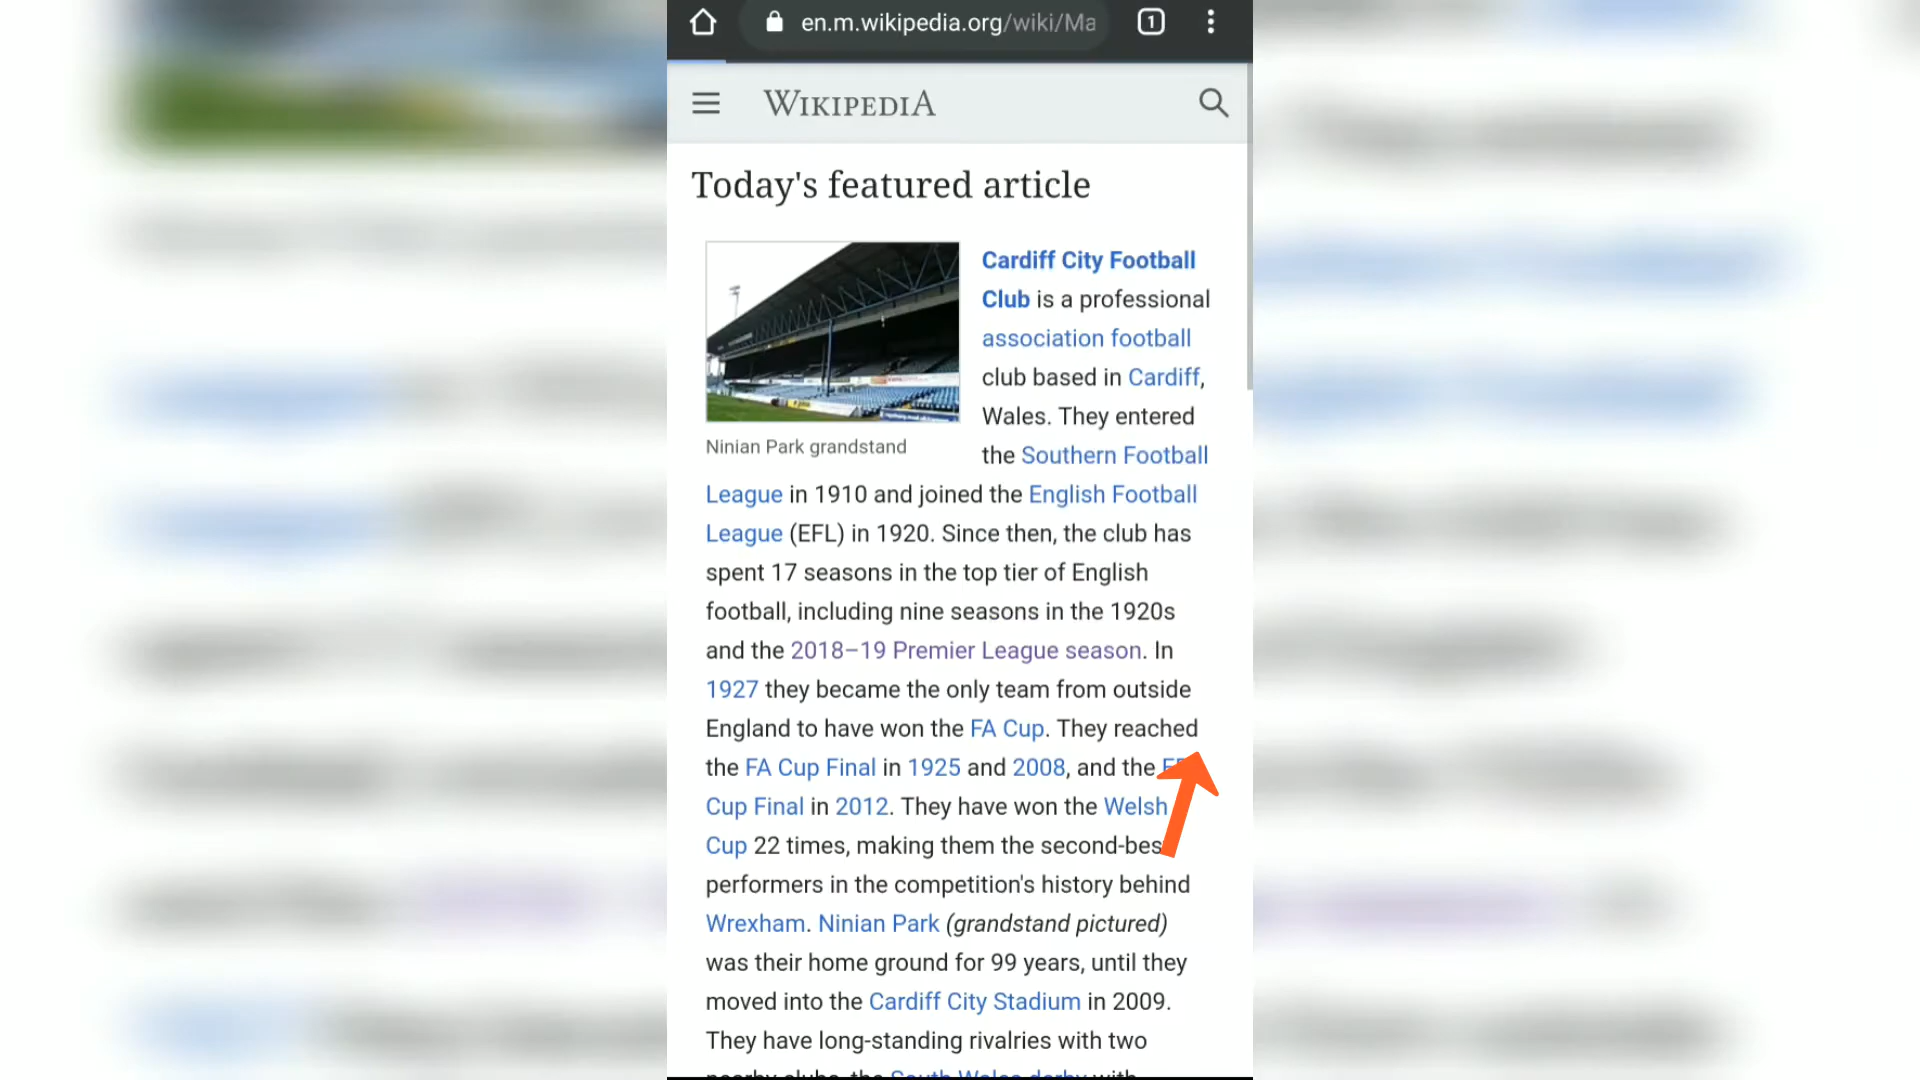 en.m.wikipedia.org/wiki/Ma
1
WIKIPEDIA
Today's featured article
Ninian Park grandstand
Cardiff City Football
Club is a professional
association football
club based in Cardiff,
Wales. They entered
the Southern Football
League in 1910 and joined the English Football
League (EFL) in 1920. Since then, the club has
spent 17 seasons in the top tier of English
football, including nine seasons in the 1920s
and the 2018–19 Premier League season. In
1927 they became the only team from outside
England to have won the FA Cup. They reached
the FA Cup Final in 1925 and 2008, and the
Cup Final in 2012. They have won the Welsh
Cup 22 times, making them the second-bes
performers in the competition's history behind
Wrexham. Ninian Park (grandstand pictured)
was their home ground for 99 years, until they
moved into the Cardiff City Stadium in 2009.
They have long-standing rivalries with two
nearby clubs, the South Wales derby with